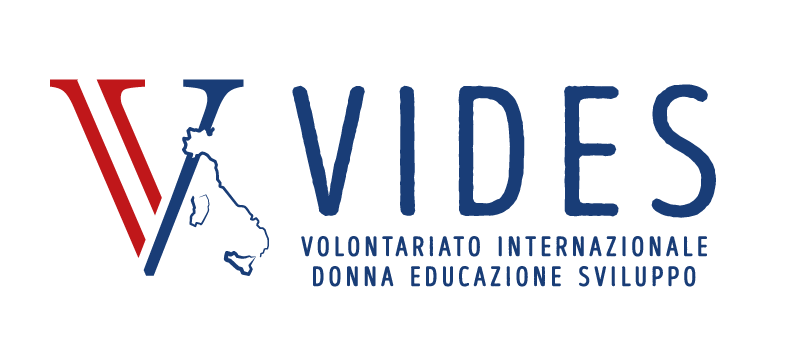 V VIDES
VOLONTARIATO INTERNAZIONALE
DONNA EDUCAZIONE SVILUPPO